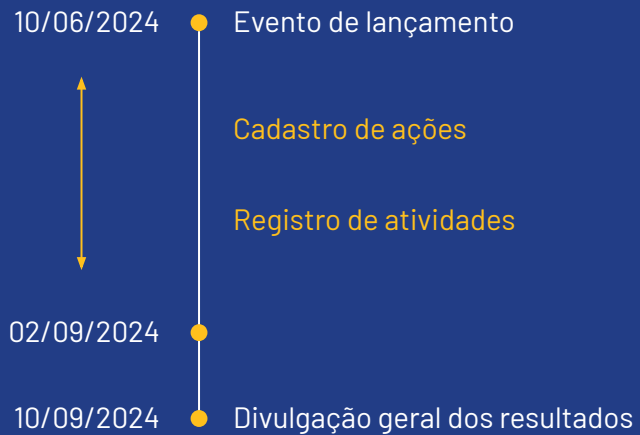 10/06/2024 Evento de lançamento
Cadastro de ações
Registro de atividades
02/09/2024
10/09/2024 Divulgação geral dos resultados